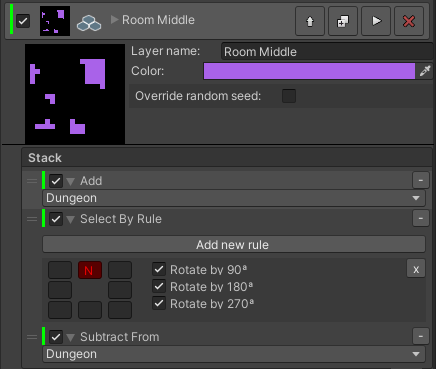 Room Middle
Layer name: Room Middle
Color:
Override random seed:
Stack
Add
-
Dungeon
Select By Rule
-
Add new rule
N
Rotate by 90ª
x
Rotate by 180ª
Rotate by 270ª
Subtract From
-
Dungeon